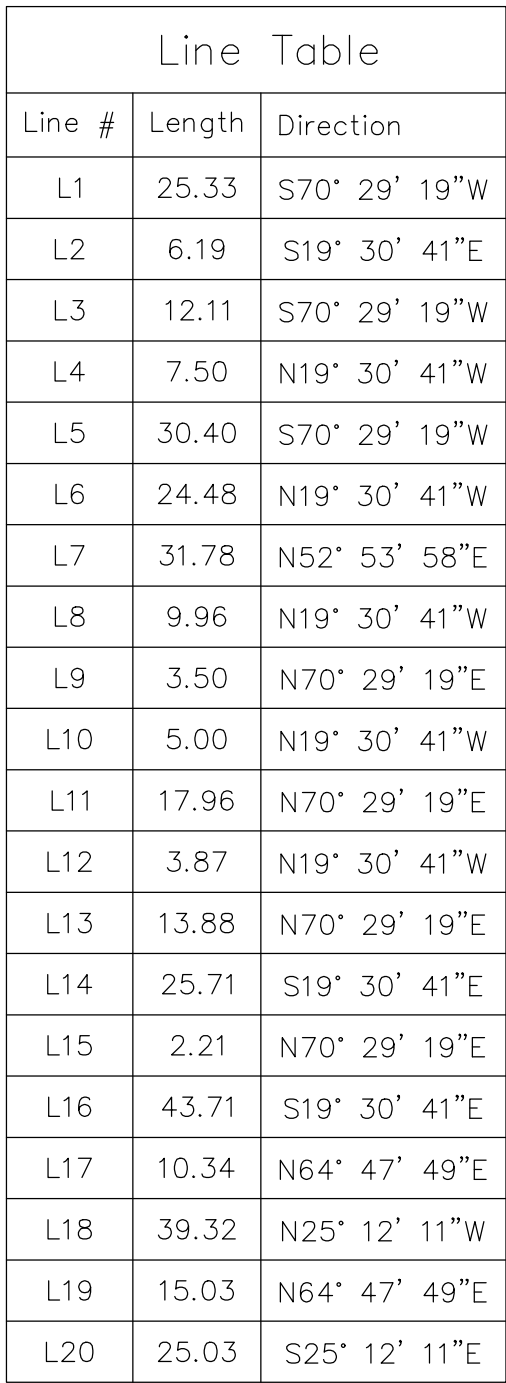 Line Table
Line # Length Direction
L1 25.33 S70° 29' 19"W
L2 6.19 S19° 30' 41"E
L3 12.11 S70° 29' 19"W
L4 7.50 N19° 30' 41"W
L5 30.40 S70° 29' 19"W
L6 24.48 N19° 30' 41"W
L7 31.78 N52° 53' 58"E
L8 9.96 N19° 30' 41"W
L9 3.50 N70° 29' 19"E
L10 5.00 N19° 30' 41"W
L11 17.96 N70° 29' 19"E
L12 3.87 N19° 30' 41"W
L13 13.88 N70° 29' 19"E
L14 25.71 S19° 30' 41"E
L15 2.21 N70° 29' 19"E
L16 43.71 S19° 30' 41"E
L17 10.34 N64° 47' 49"E
L18 39.32 N25° 12' 11"W
L19 15.03 N64° 47' 49"E
L20 25.03 S25° 12' 11"E